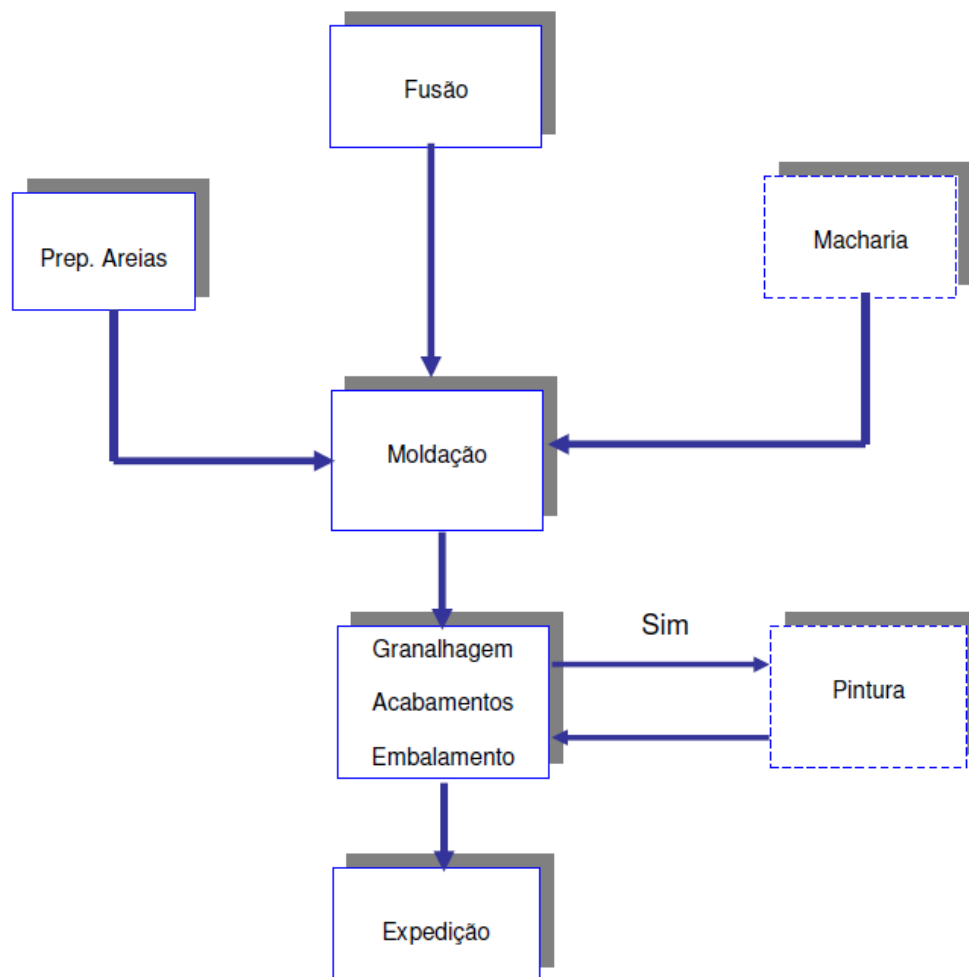 Fusão
Prep. Areias
Macharia
Moldação
Granalhagem
Acabamentos
Embalamento
Sim
Pintura
Expedição